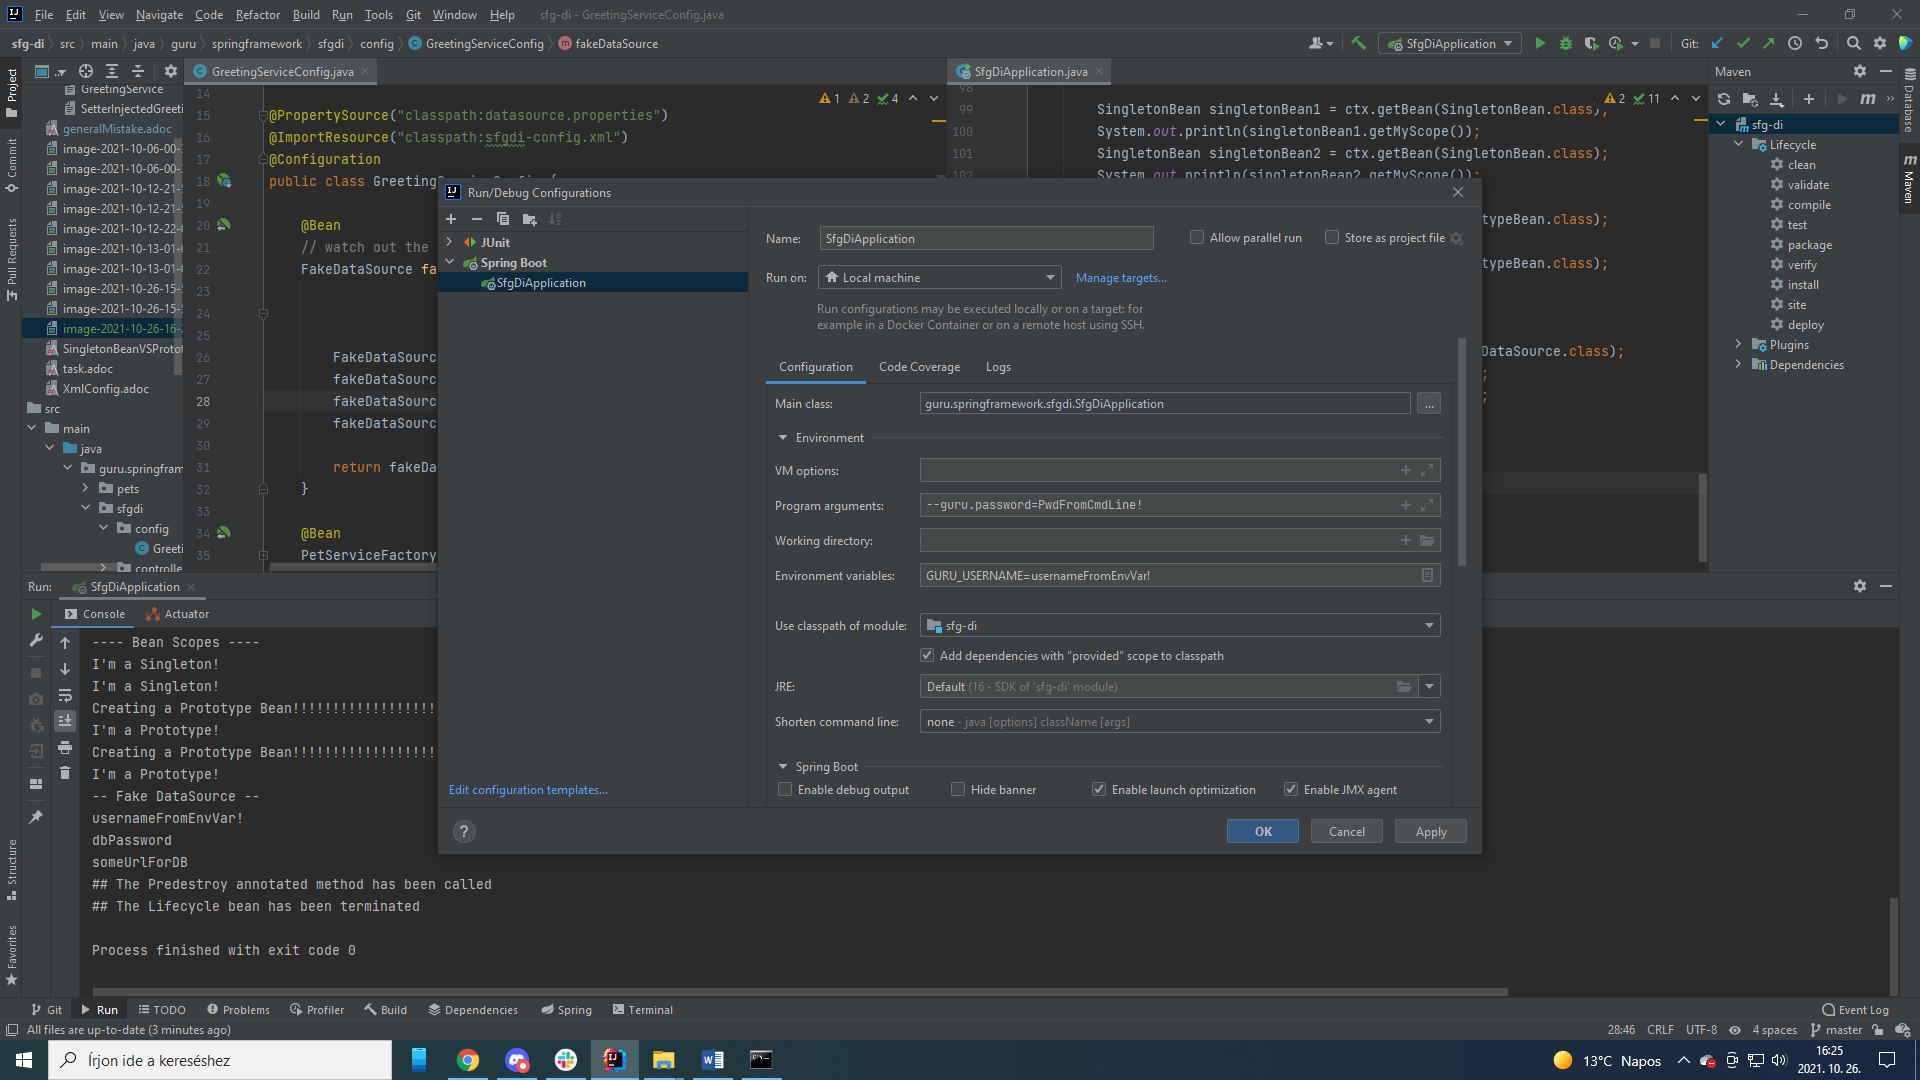 File Edit View Navigate Code Refactor Build Run Tools Git Window Help sfg-di - GreetingServiceConfig.java
sfg-di src main java guru springframework sfgdi config GreetingServiceConfig fakeDataSource
SfgDiApplication
Git:
Project
Commit
Pull Requests
Structure
Favorites
GreetingService
SetterInjectedGreeti
generalMistake.adoc
image-2021-10-06-00-
image-2021-10-06-00-
image-2021-10-12-21-
image-2021-10-12-21-
image-2021-10-12-22-
image-2021-10-13-01-
image-2021-10-13-01-
image-2021-10-26-15-
image-2021-10-26-15-
image-2021-10-26-16-
SingletonBeanVSProto
task.adoc
XmlConfig.adoc
src
main
java
guru.springfram
pets
sfgdi
config
Greeti
controlle
GreetingServiceConfig.java
1 2 4
14
15 @PropertySource("classpath:datasource.properties")
16 @ImportResource("classpath:sfgdi-config.xml")
17 @Configuration
18 public class
19
20 @Bean
21 // watch out the
22 FakeDataSource fa
23
24
25
26 FakeDataSourc
27 fakeDataSourc
28 fakeDataSourc
29 fakeDataSourc
30
31 return fakeDa
32 }
33
34 @Bean
35 PetServiceFactory
SfgDiApplication.java
2 11
98
99 SingletonBean singletonBean1 = ctx.getBean(SingletonBean.class);
100 System.out.println(singletonBean1.getMyScope());
101 SingletonBean singletonBean2 = ctx.getBean(SingletonBean.class);
102 System.out.println(singletonBean2.getMyScope());
typeBean.class);
typeBean.class);
DataSource.class);
;
;
Maven
sfg-di
Lifecycle
clean
validate
compile
test
package
verify
install
site
deploy
Plugins
Dependencies
Database
Maven
Run/Debug Configurations
JUnit
Spring Boot
SfgDiApplication
Edit configuration templates...
Name: SfgDiApplication
Allow parallel run
Store as project file
Run on: Local machine
Manage targets...
Run configurations may be executed locally or on a target: for
example in a Docker Container or on a remote host using SSH.
Configuration Code Coverage Logs
Main class: guru.springframework.sfgdi.SfgDiApplication ...
Environment
VM options:
Program arguments: --guru.password=PwdFromCmdLine!
Working directory:
Environment variables: GURU_USERNAME=usernameFromEnvVar!
Use classpath of module: sfg-di
Add dependencies with “provided” scope to classpath
JRE: Default (16 - SDK of 'sfg-di' module)
Shorten command line: none - java [options] className [args]
Spring Boot
Enable debug output Hide banner Enable launch optimization Enable JMX agent
? OK Cancel Apply
Run: SfgDiApplication
Console Actuator
---- Bean Scopes ----
I'm a Singleton!
I'm a Singleton!
Creating a Prototype Bean!!!!!!!!!!!!!!!!!!
I'm a Prototype!
Creating a Prototype Bean!!!!!!!!!!!!!!!!!!
I'm a Prototype!
-- Fake DataSource --
usernameFromEnvVar!
dbPassword
someUrlForDB
## The Predestroy annotated method has been called
## The Lifecycle bean has been terminated
Process finished with exit code 0
Git Run TODO Problems Profiler Build Dependencies Spring Terminal Event Log
All files are up-to-date (3 minutes ago) 28:46 CRLF UTF-8 4 spaces master
Írjon ide a kereséshez
13°C Napos
16:25
2021. 10. 26.